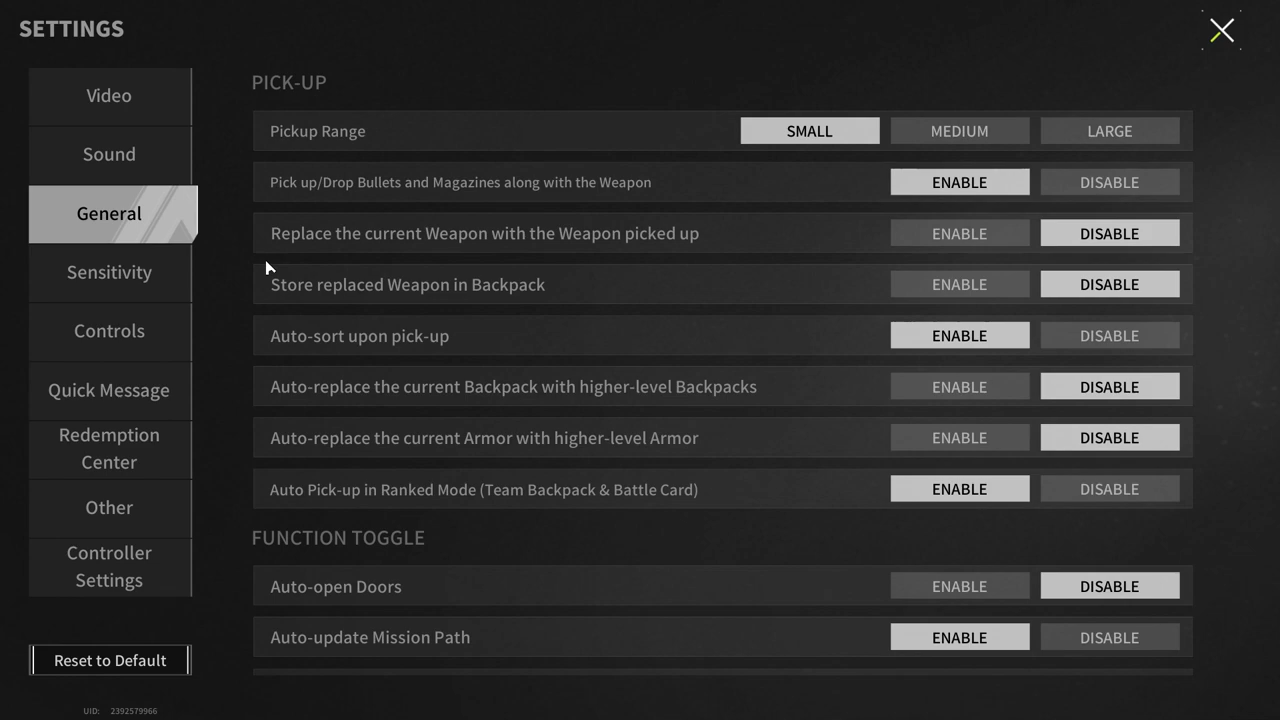 SETTINGS
Video
Sound
General
Sensitivity
Controls
Quick Message
Redemption
Center
Other
Controller
Settings
Reset to Default
UID: 2392579966
PICK-UP
Pickup Range SMALL MEDIUM LARGE
Pick up/Drop Bullets and Magazines along with the Weapon ENABLE DISABLE
Replace the current Weapon with the Weapon picked up ENABLE DISABLE
Store replaced Weapon in Backpack ENABLE DISABLE
Auto-sort upon pick-up ENABLE DISABLE
Auto-replace the current Backpack with higher-level Backpacks ENABLE DISABLE
Auto-replace the current Armor with higher-level Armor ENABLE DISABLE
Auto Pick-up in Ranked Mode (Team Backpack & Battle Card) ENABLE DISABLE
FUNCTION TOGGLE
Auto-open Doors ENABLE DISABLE
Auto-update Mission Path ENABLE DISABLE